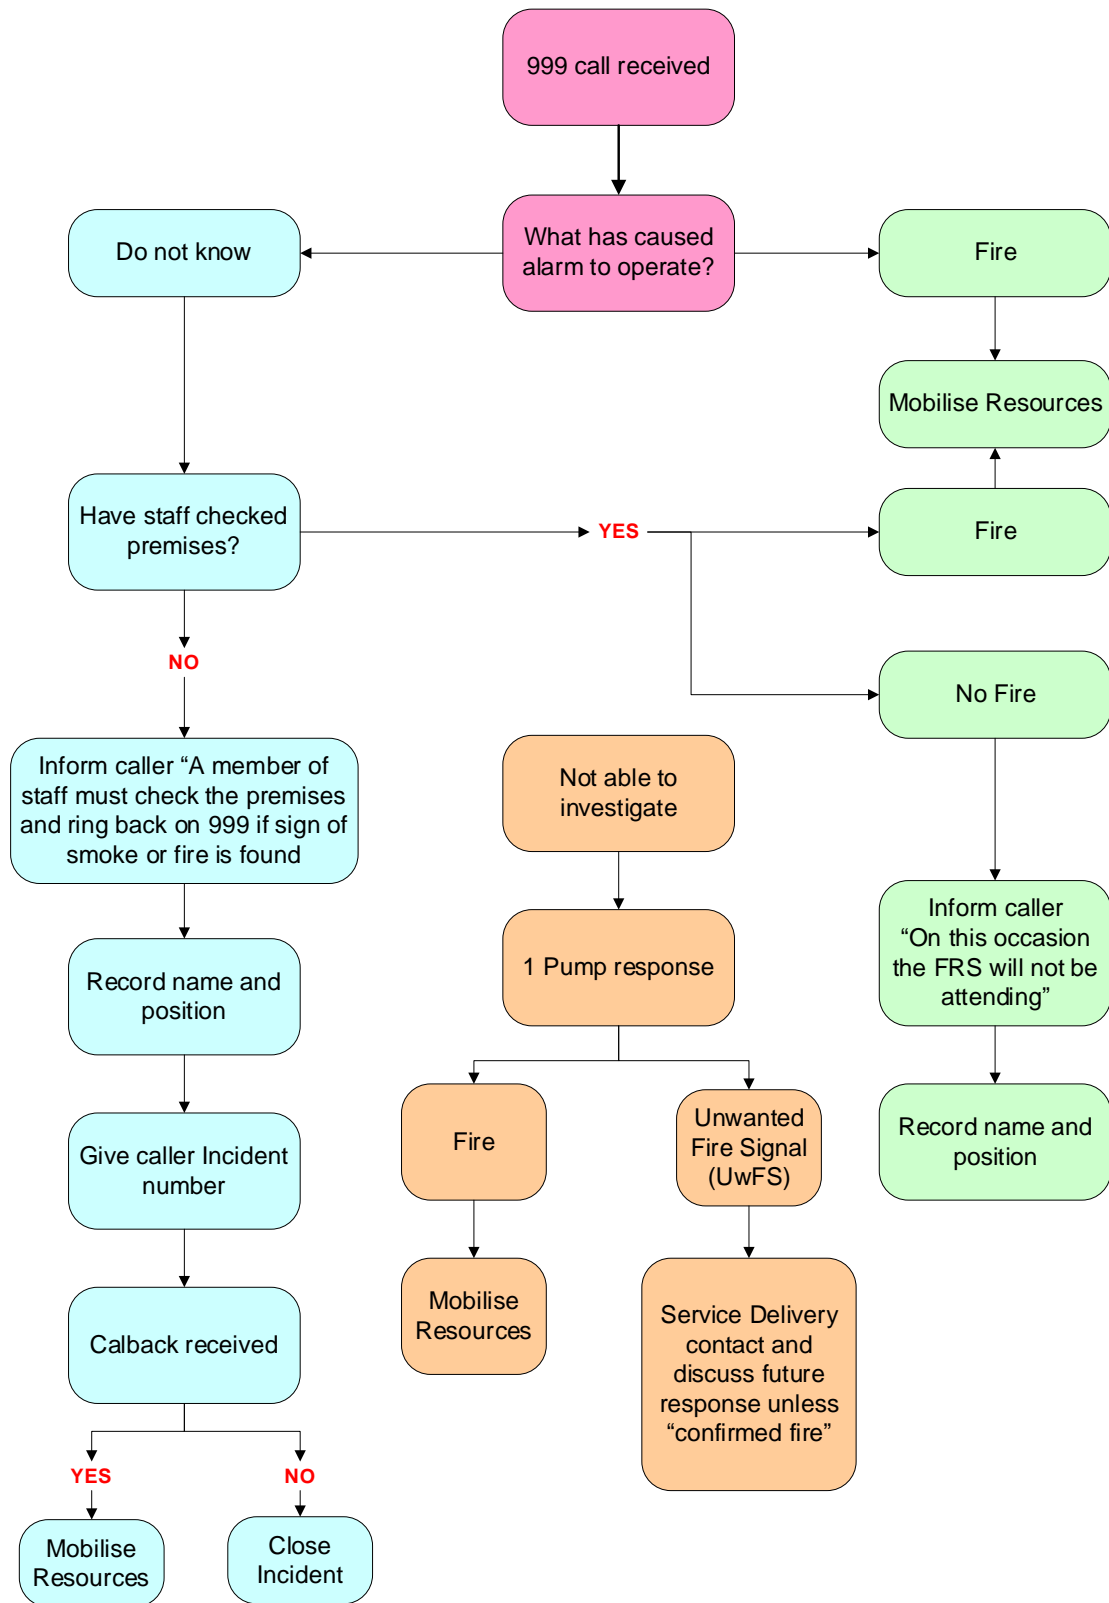 999 call received
What has caused
alarm to operate?
Do not know
Fire
Mobilise Resources
Have staff checked
premises?
YES
Fire
NO
No Fire
Inform caller “A member of
staff must check the premises
and ring back on 999 if sign of
smoke or fire is found
Not able to
investigate
Inform caller
“On this occasion
the FRS will not be
attending”
Record name and
position
1 Pump response
Record name and
position
Fire
Unwanted
Fire Signal
(UwFS)
Give caller Incident
number
Mobilise
Resources
Service Delivery
contact and
discuss future
response unless
“confirmed fire”
Calback received
YES
NO
Mobilise
Resources
Close
Incident